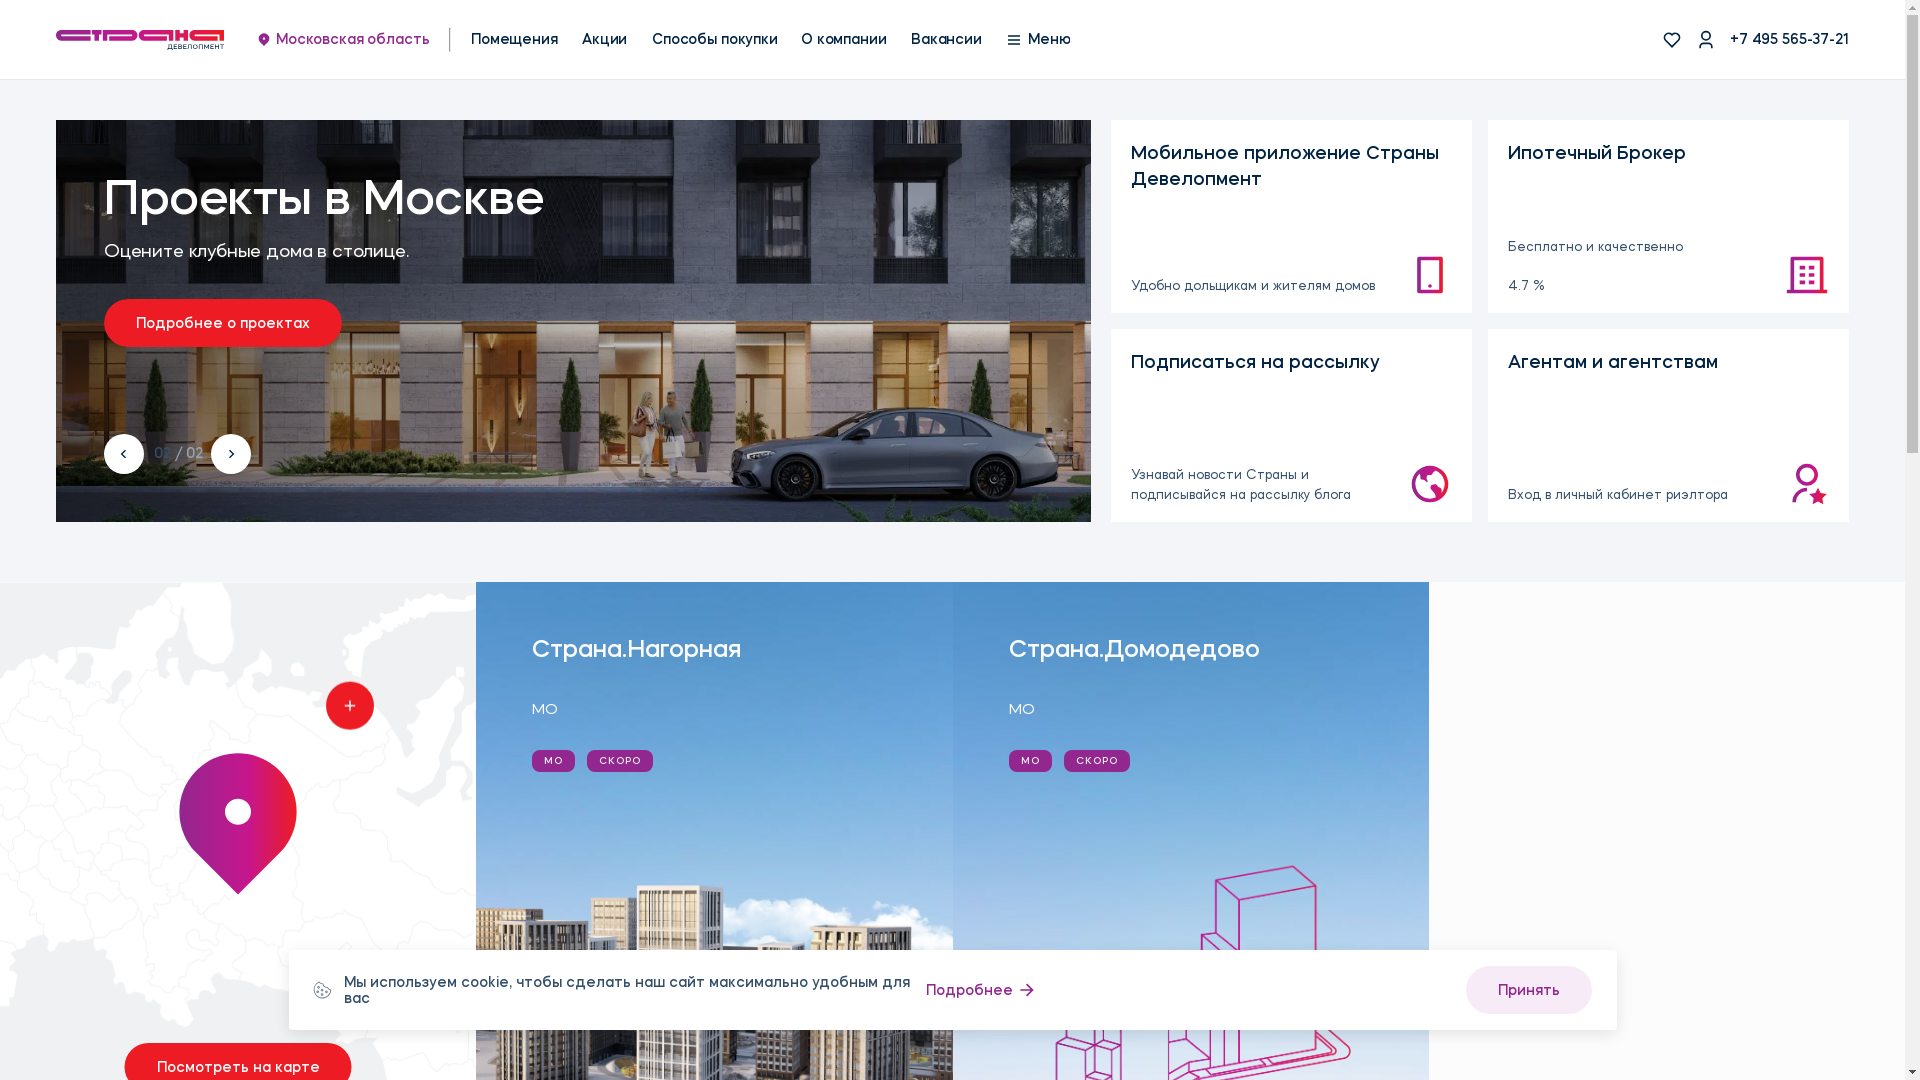 СТРАНА
ДЕВЕЛОПМЕНТ
Московская область
Помещения
Акции
Способы покупки
О компании
Вакансии
Меню
+7 495 565-37-21
Проекты в Москве
Оцените клубные дома в столице.
Подробнее о проектах
/ 02
Мобильное приложение Страны
Девелопмент
Удобно дольщикам и жителям домов
Ипотечный Брокер
Бесплатно и качественно
4.7 %
Подписаться на рассылку
Узнавай новости Страны и
подписывайся на рассылку блога
Агентам и агентствам
Вход в личный кабинет риэлтора
Страна.Нагорная
МО
МО
СКОРО
Страна.Домодедово
МО
МО
СКОРО
Мы используем cookie, чтобы сделать наш сайт максимально удобным для
вас
Подробнее
Принять
Посмотреть на карте